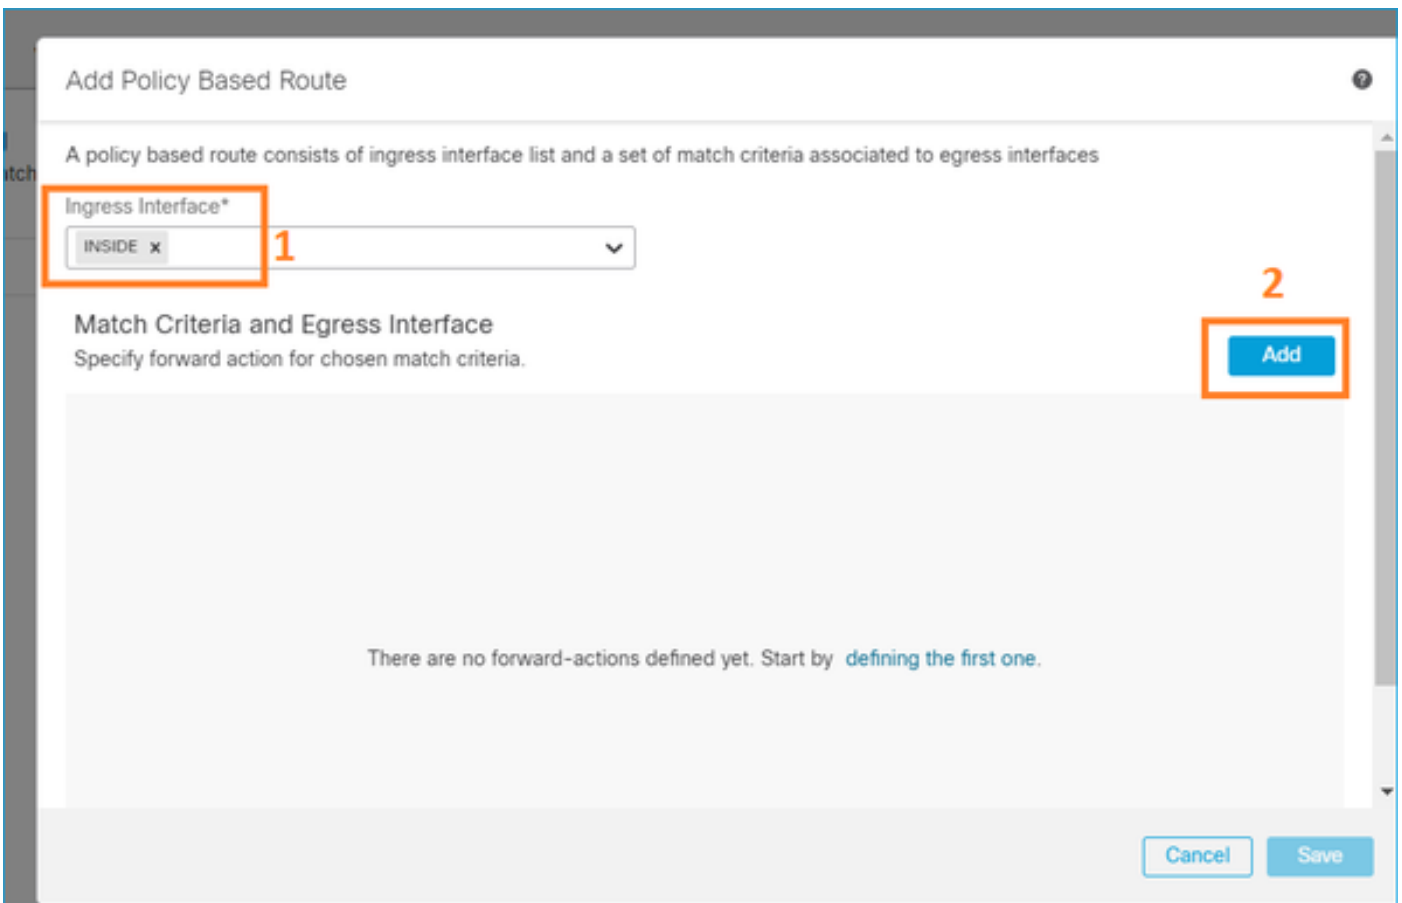 Add Policy Based Route
?
A policy based route consists of ingress interface list and a set of match criteria associated to egress interfaces
tch
Ingress Interface*
INSIDE x
1
2
Match Criteria and Egress Interface
Add
Specify forward action for chosen match criteria.
There are no forward-actions defined yet. Start by defining the first one.
Cancel
Save